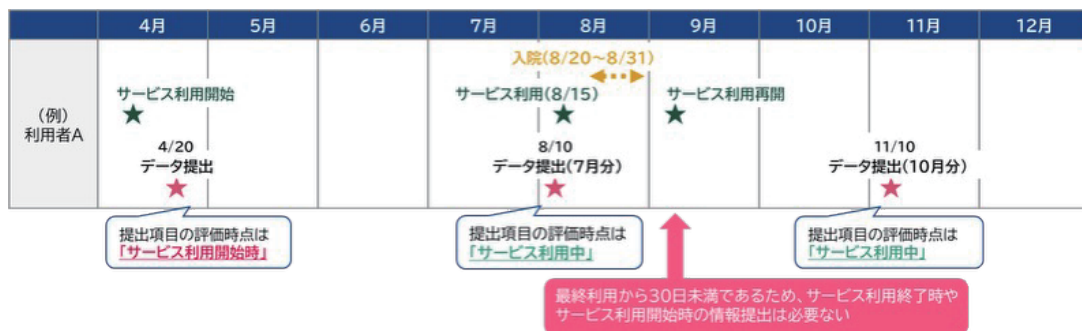 4月 5月 6月 7月 8月 9月 10月 11月 12月
入院(8/20～8/31)
サービス利用開始
サービス利用(8/15)
サービス利用再開
（例）
利用者A
4/20
データ提出
8/10
データ提出(7月分)
11/10
データ提出(10月分)
提出項目の評価時点は
「サービス利用開始時」
提出項目の評価時点は
「サービス利用中」
提出項目の評価時点は
「サービス利用中」
最終利用から30日未満であるため、サービス利用終了時や
サービス利用開始時の情報提出は必要ない